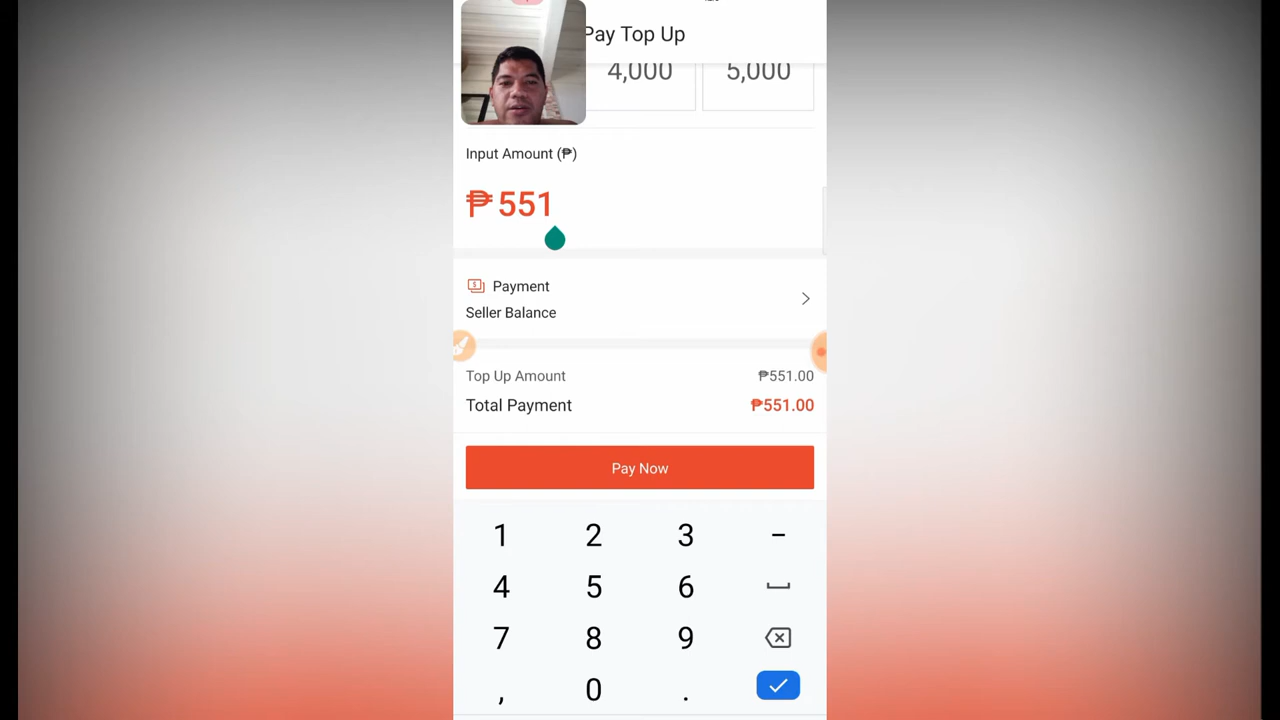 Pay Top Up
4,000 5,000
Input Amount (₱)
₱ 551
Payment
Seller Balance
Top Up Amount ₱551.00
Total Payment ₱551.00
Pay Now
1 2 3 −
4 5 6
7 8 9
, 0 .